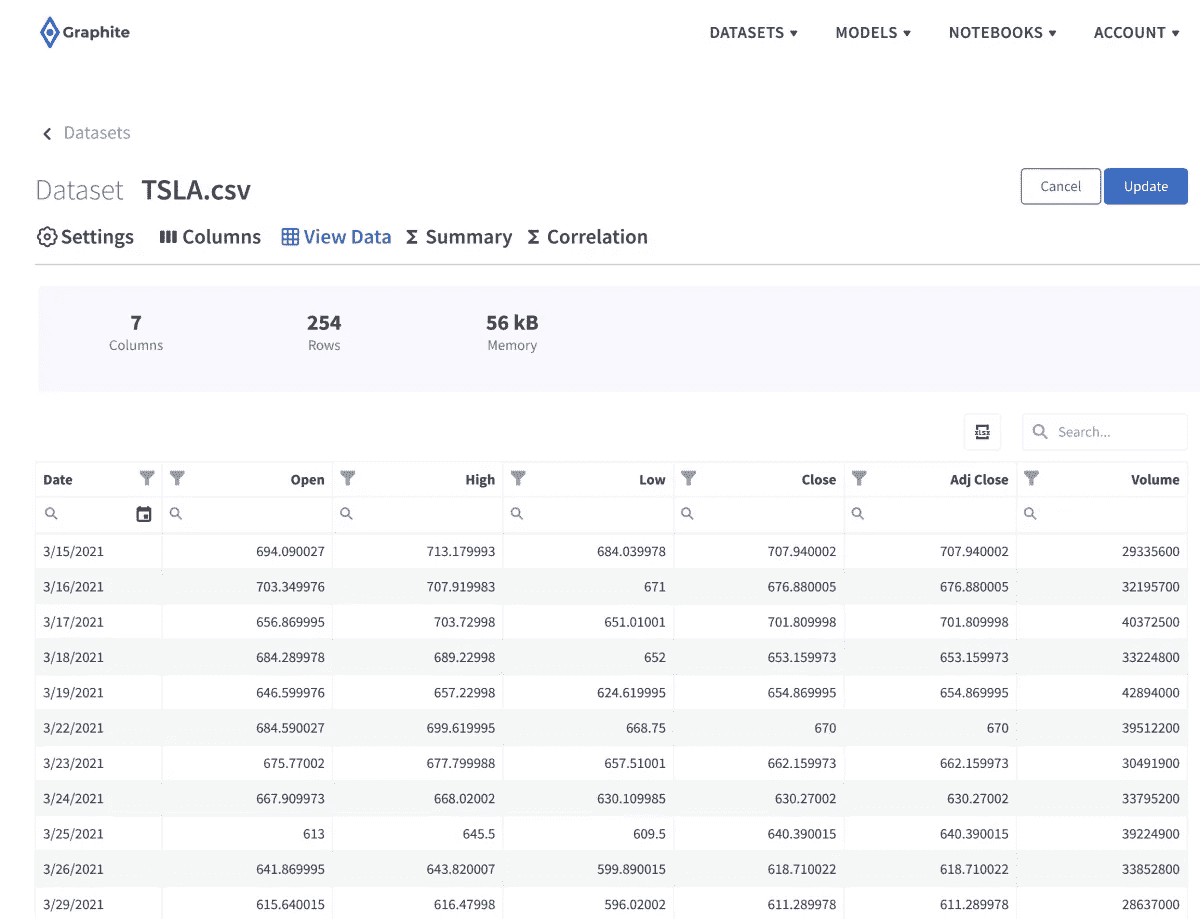 Graphite DATASETS ▾ MODELS ▾ NOTEBOOKS ▾ ACCOUNT ▾
Datasets
Dataset TSLA.csv Cancel Update
Settings Columns View Data Σ Summary Σ Correlation
7 254 56 kB
Columns Rows Memory
xlsx Search...
Date Open High Low Close Adj Close Volume
3/15/2021 694.090027 713.179993 684.039978 707.940002 707.940002 29335600
3/16/2021 703.349976 707.919983 671 676.880005 676.880005 32195700
3/17/2021 656.869995 703.72998 651.01001 701.809998 701.809998 40372500
3/18/2021 684.289978 689.22998 652 653.159973 653.159973 33224800
3/19/2021 646.599976 657.22998 624.619995 654.869995 654.869995 42894000
3/22/2021 684.590027 699.619995 668.75 670 670 39512200
3/23/2021 675.77002 677.799988 657.51001 662.159973 662.159973 30491900
3/24/2021 667.909973 668.02002 630.109985 630.27002 630.27002 33795200
3/25/2021 613 645.5 609.5 640.390015 640.390015 39224900
3/26/2021 641.869995 643.820007 599.890015 618.710022 618.710022 33852800
3/29/2021 615.640015 616.47998 596.02002 611.289978 611.289978 28637000